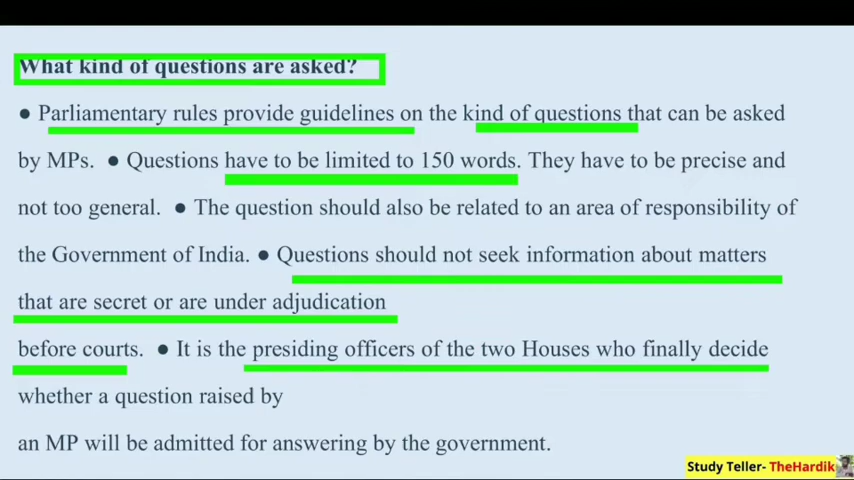 What kind of questions are asked?
● Parliamentary rules provide guidelines on the kind of questions that can be asked
by MPs. ● Questions have to be limited to 150 words. They have to be precise and
not too general. ● The question should also be related to an area of responsibility of
the Government of India. ● Questions should not seek information about matters
that are secret or are under adjudication
before courts. ● It is the presiding officers of the two Houses who finally decide
whether a question raised by
an MP will be admitted for answering by the government.
Study Teller- TheHardik